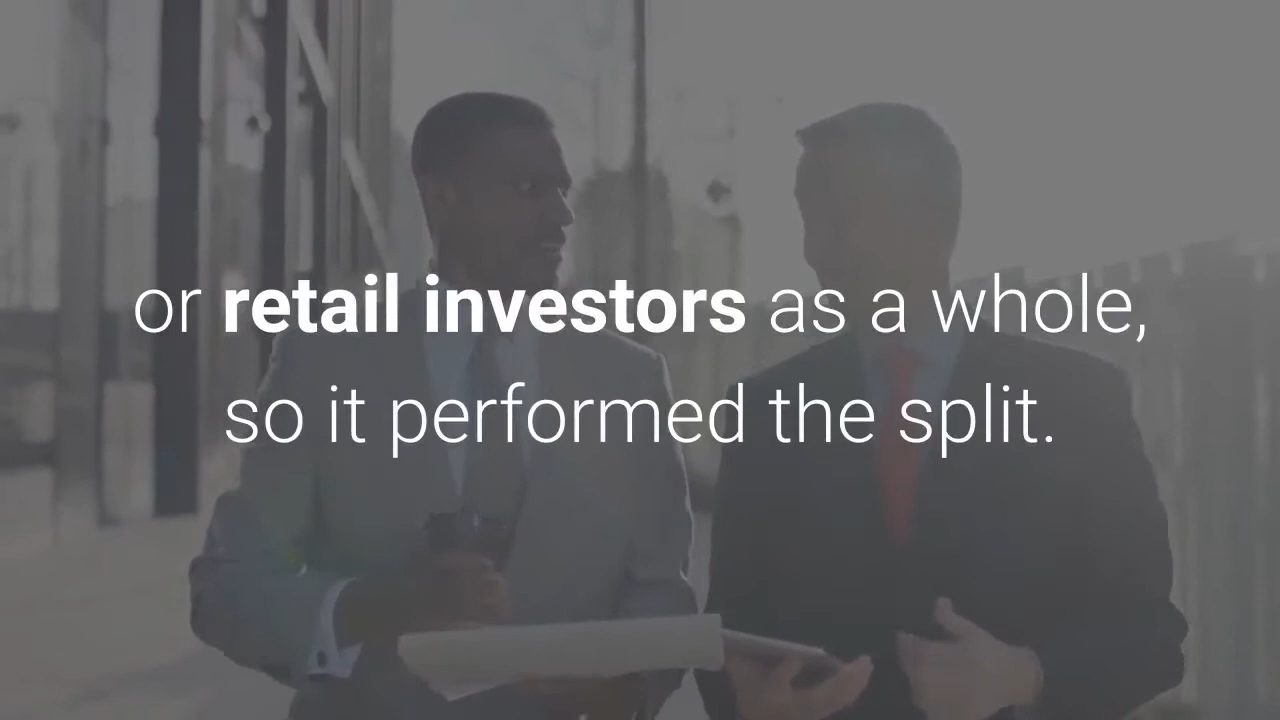 or retail investors as a whole,
so it performed the split.